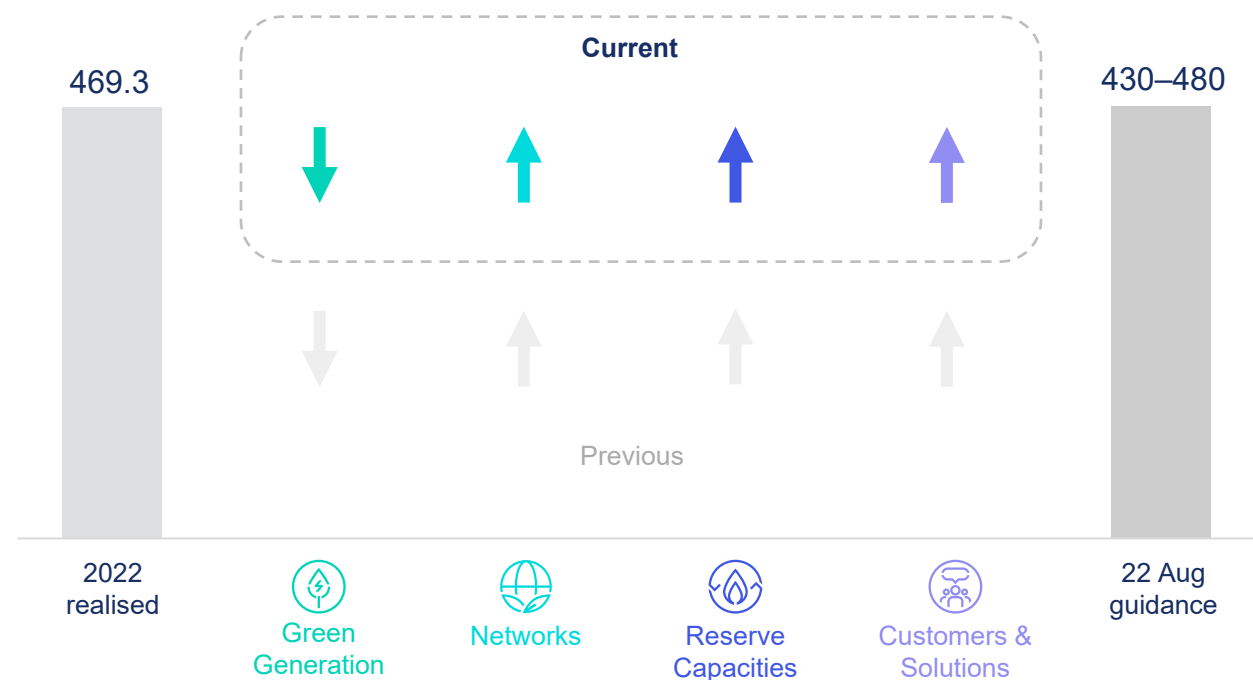 Current
469.3
430–480
Previous
2022
realised
Green
Generation
Networks
Reserve
Capacities
Customers &
Solutions
22 Aug
guidance